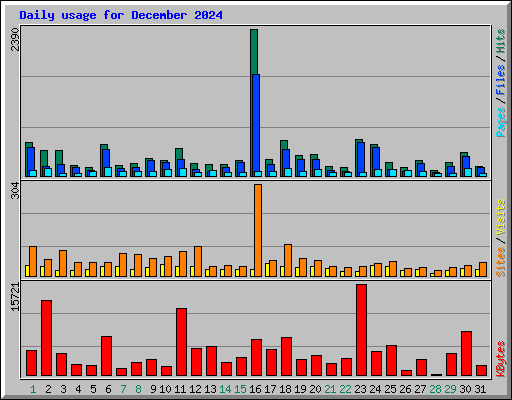 Daily usage for December 2024
2390
Pages / Files / Hits
304
Sites / Visits
15721
KBytes
1 2 3 4 5 6 7 8 9 10 11 12 13 14 15 16 17 18 19 20 21 22 23 24 25 26 27 28 29 30 31